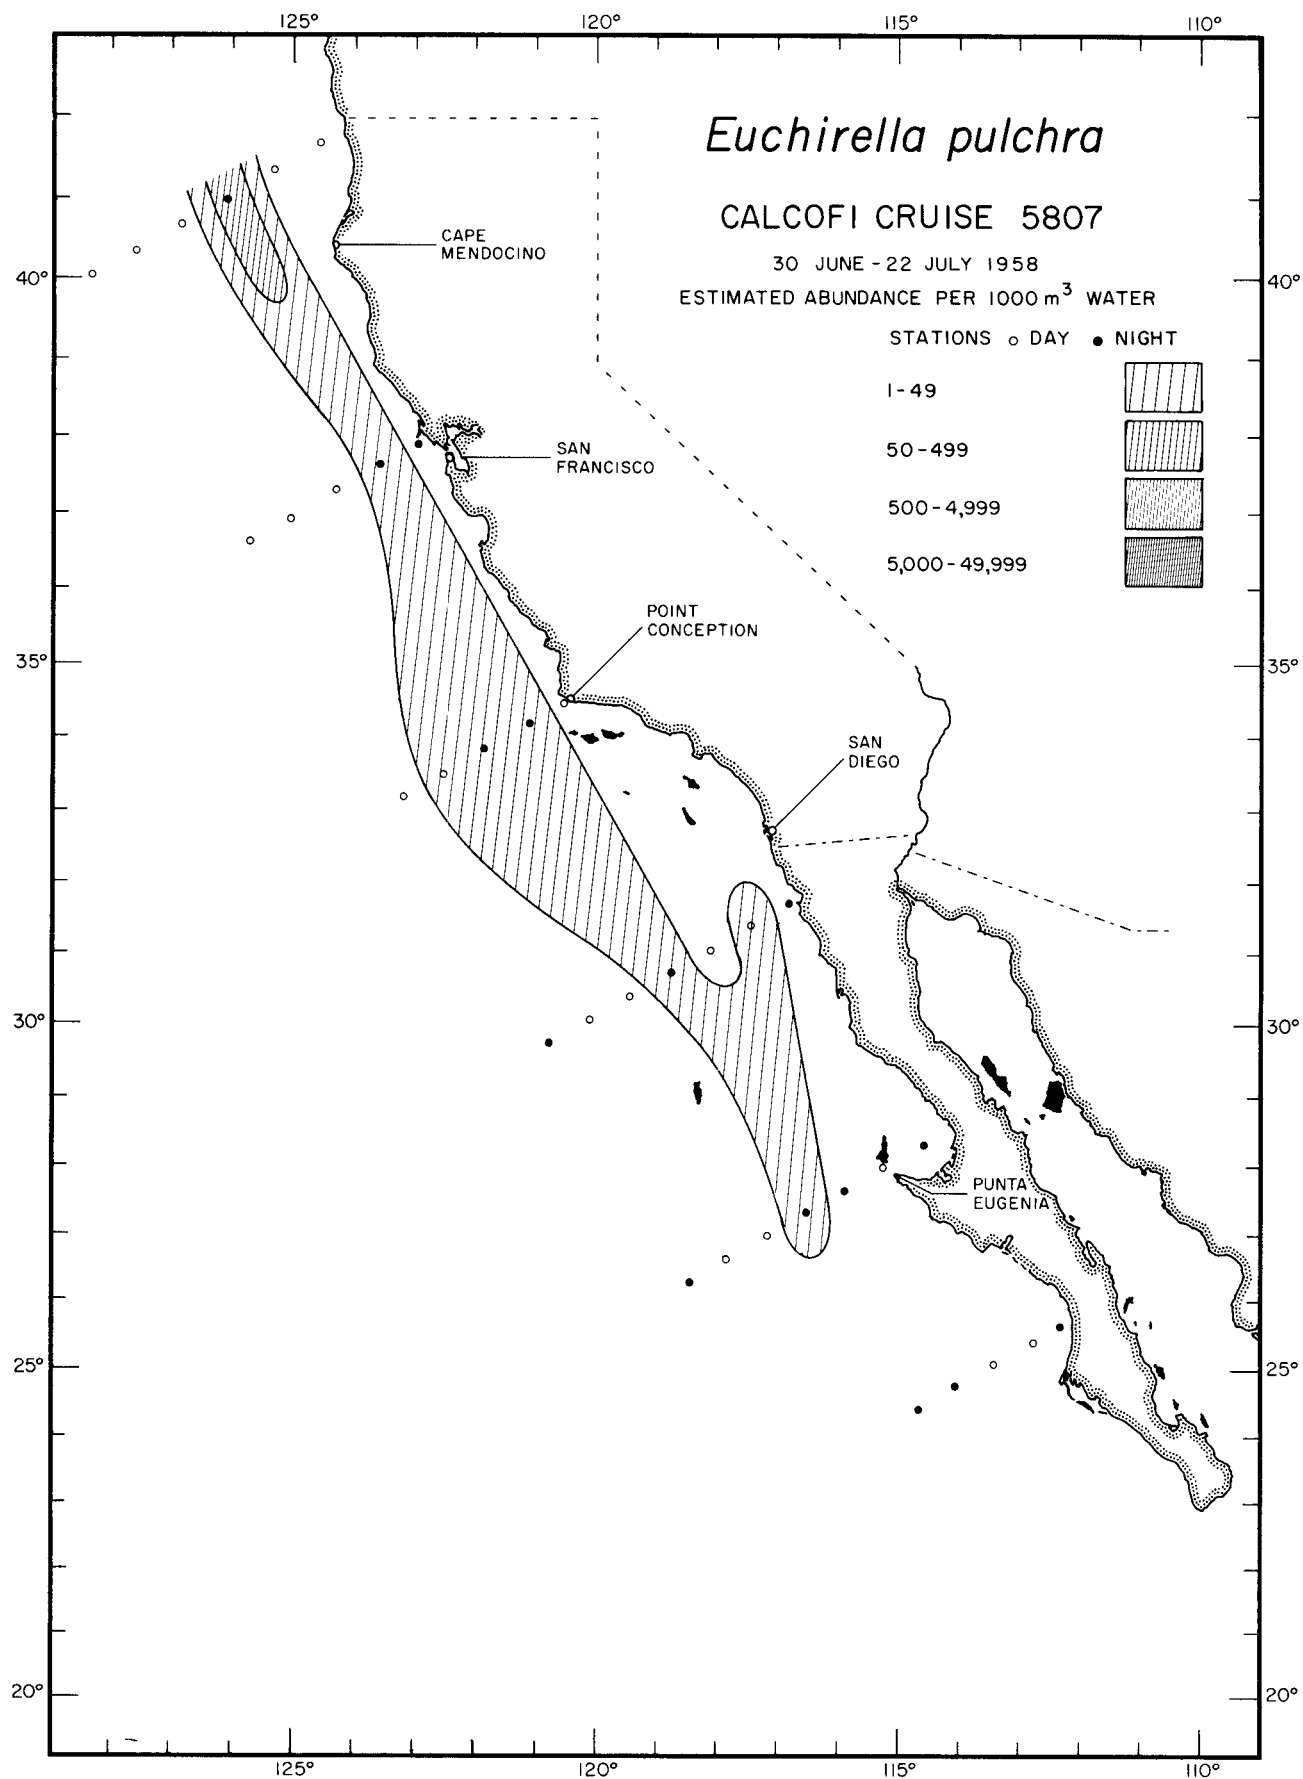 125° 120° 115° 110°
Euchirella pulchra
CALCOFI CRUISE 5807
30 JUNE - 22 JULY 1958
ESTIMATED ABUNDANCE PER 1000 m³ WATER
STATIONS ○ DAY ● NIGHT
1-49
50-499
500-4,999
5,000-49,999
CAPE
MENDOCINO
40° 40°
SAN
FRANCISCO
POINT
CONCEPTION
35° 35°
SAN
DIEGO
30° 30°
PUNTA
EUGENIA
25° 25°
20° 20°
125° 120° 115° 110°